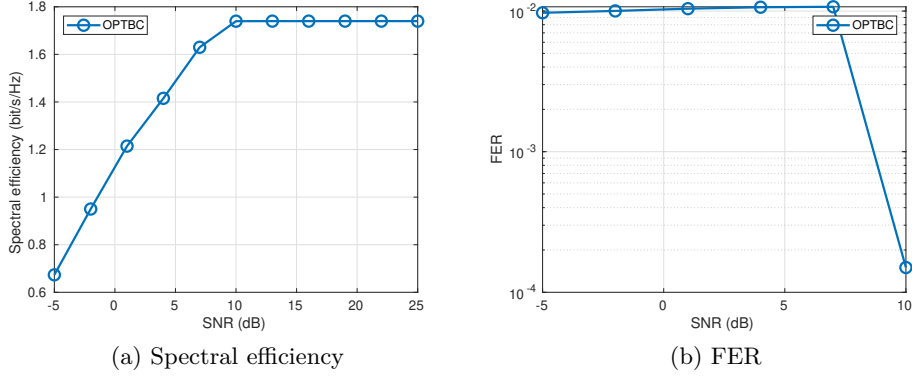 1.8
1.6
1.4
1.2
1
0.8
0.6
-5
0
5
10
15
20
25
Spectral efficiency (bit/s/Hz)
SNR (dB)
OPTBC
(a) Spectral efficiency
10-2
10-3
10-4
-5
0
5
10
FER
SNR (dB)
OPTBC
(b) FER